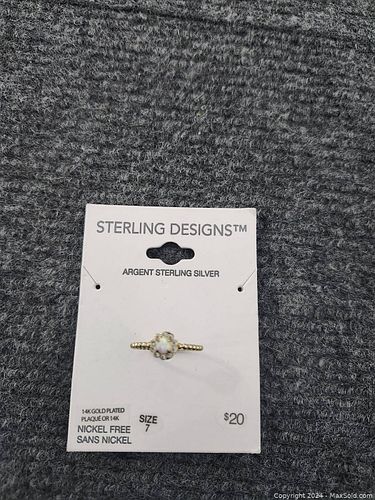 STERLING DESIGNS™
ARGENT STERLING SILVER
14K GOLD PLATED
PLAQUÉ OR 14K
NICKEL FREE
SANS NICKEL
SIZE
7
$20
Copyright 2024 - MaxSold.com